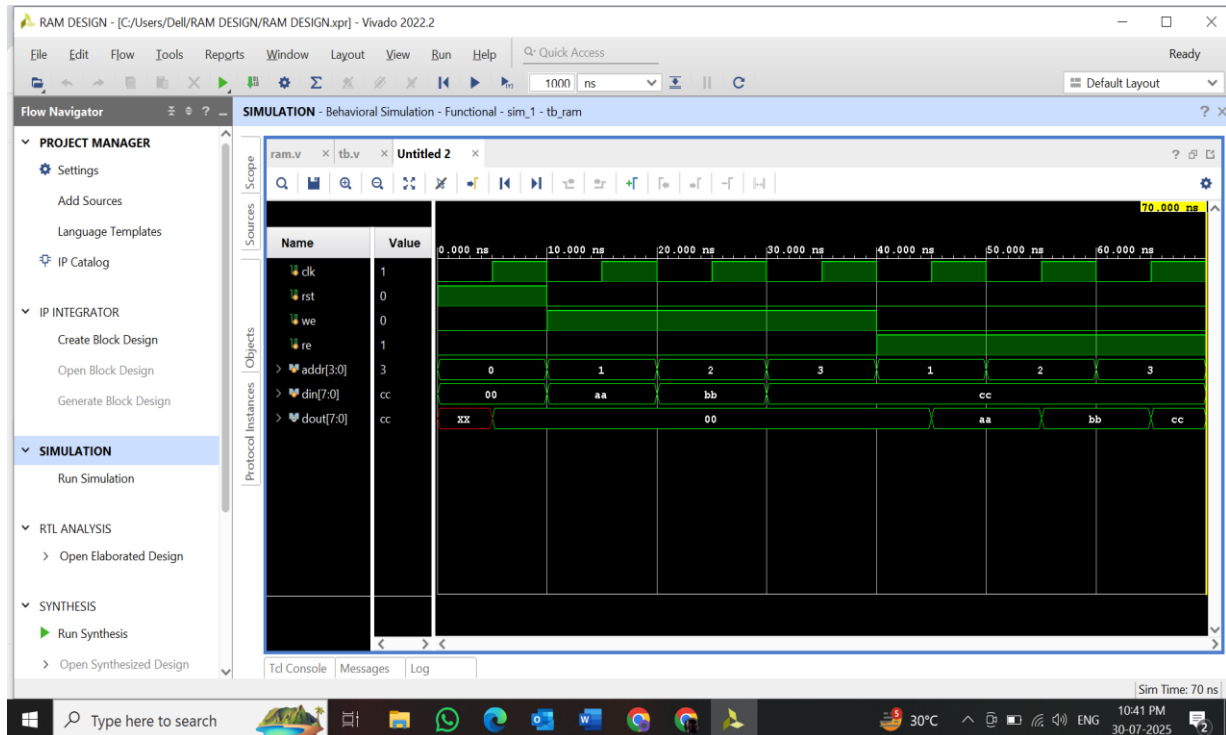 RAM DESIGN - [C:/Users/Dell/RAM DESIGN/RAM DESIGN.xpr] - Vivado 2022.2
File Edit Flow Tools Reports Window Layout View Run Help Q- Quick Access Ready
1000 ns Default Layout
Flow Navigator ? _ SIMULATION - Behavioral Simulation - Functional - sim_1 - tb_ram ? X
PROJECT MANAGER
Settings
Add Sources
Language Templates
IP Catalog
IP INTEGRATOR
Create Block Design
Open Block Design
Generate Block Design
SIMULATION
Run Simulation
RTL ANALYSIS
Open Elaborated Design
SYNTHESIS
Run Synthesis
Open Synthesized Design
Scope
Sources
Objects
Protocol Instances
ram.v × tb.v × Untitled 2 × ?
70.000 ns
Name Value 0.000 ns 10.000 ns 20.000 ns 30.000 ns 40.000 ns 50.000 ns 60.000 ns
clk 1
rst 0
we 0
re 1
addr[3:0] 3 0 1 2 3 1 2 3
din[7:0] cc 00 aa bb cc
dout[7:0] cc XX 00 aa bb cc
Tcl Console Messages Log
Sim Time: 70 ns
Type here to search 5 30°C ENG 10:41 PM
30-07-2025 2